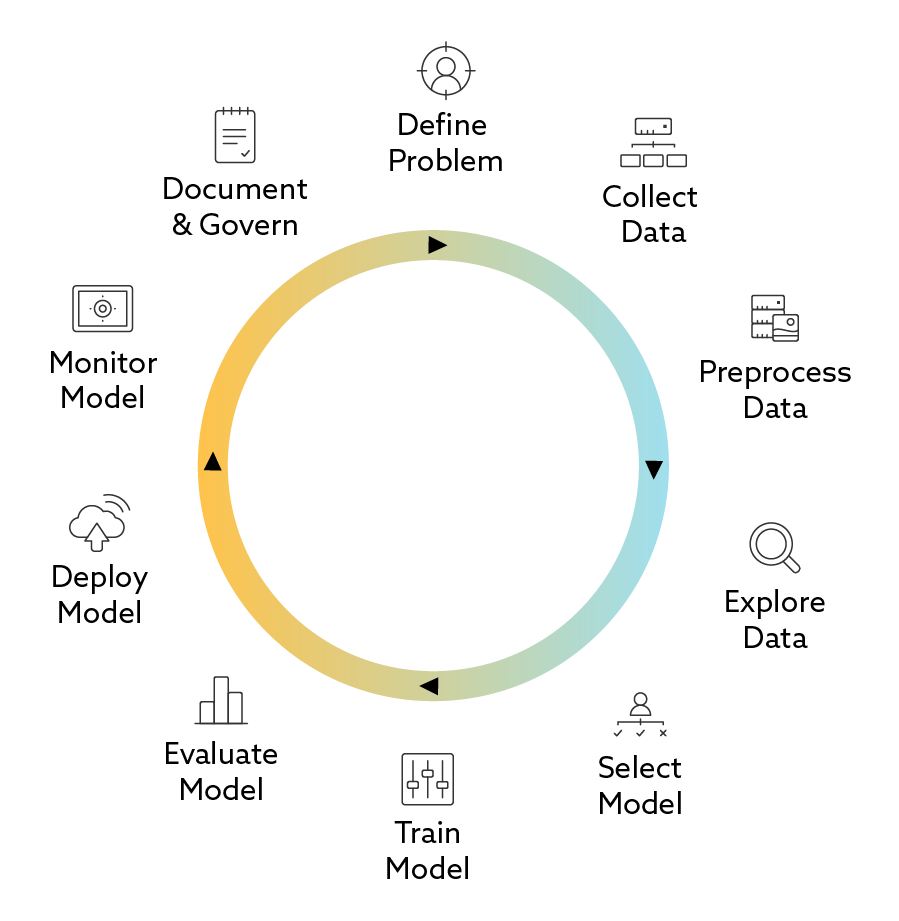 Define
Problem
Collect
Data
Preprocess
Data
Explore
Data
Select
Model
Train
Model
Evaluate
Model
Deploy
Model
Monitor
Model
Document
& Govern